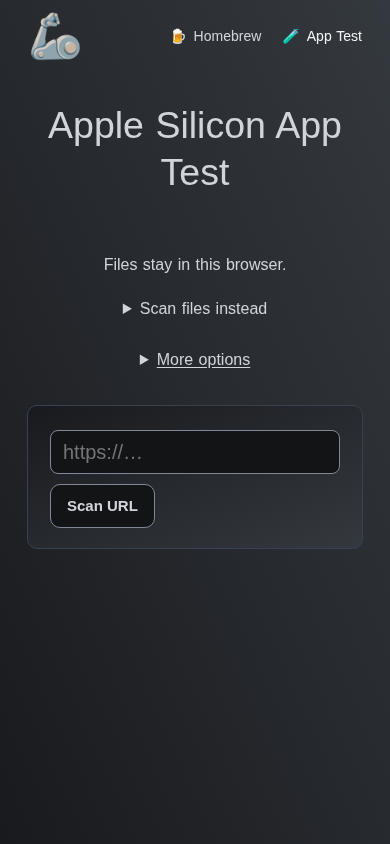 🍺 Homebrew 🧪 App Test
Apple Silicon App
Test
Files stay in this browser.
▶ Scan files instead
▶ More options
https://…
Scan URL